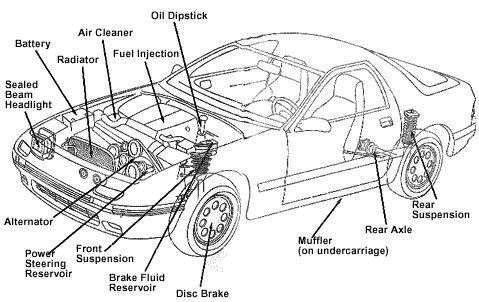 Oil Dipstick
Air Cleaner
Battery
Fuel Injection
Radiator
Sealed
Beam
Headlight
Alternator
Power
Steering
Reservoir
Front
Suspension
Brake Fluid
Reservoir
Disc Brake
Muffler
(on undercarriage)
Rear Axle
Rear
Suspension